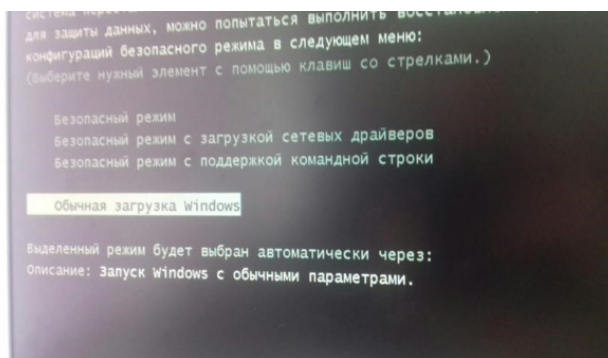 система
для защиты данных, можно попытаться выполнить
конфигураций безопасного режима в следующем меню:
(Выберите нужный элемент с помощью клавиш со стрелками.)
Безопасный режим
Безопасный режим с загрузкой сетевых драйверов
Безопасный режим с поддержкой командной строки
Обычная загрузка Windows
Выделенный режим будет выбран автоматически через:
Описание: Запуск Windows с обычными параметрами.